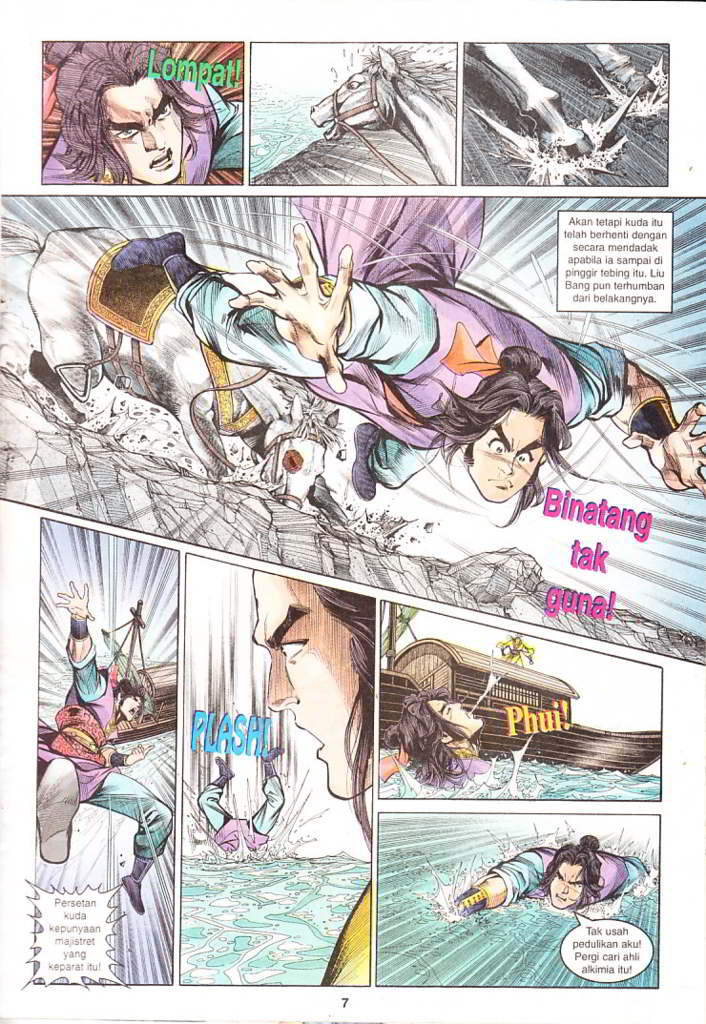 Lompat!
Akan tetapi kuda itu
telah berhenti dengan
secara mendadak
apabila ia sampai di
pinggir tebing itu. Liu
Bang pun terhumban
dari belakangnya.
Binatang
tak
guna!
Persetan
kuda
kepunyaan
majistret
yang
keparat itu!
PLASH!
Phui!
Tak usah
pedulikan aku!
Pergi cari ahli
alkimia itu!
7